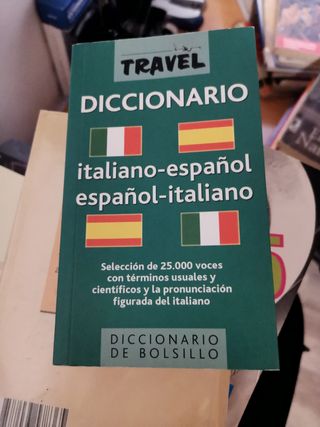 TRAVEL
DICCIONARIO
italiano-español
español-italiano
Selección de 25.000 voces
con términos usuales y
científicos y la pronunciación
figurada del italiano
DICCIONARIO
DE BOLSILLO